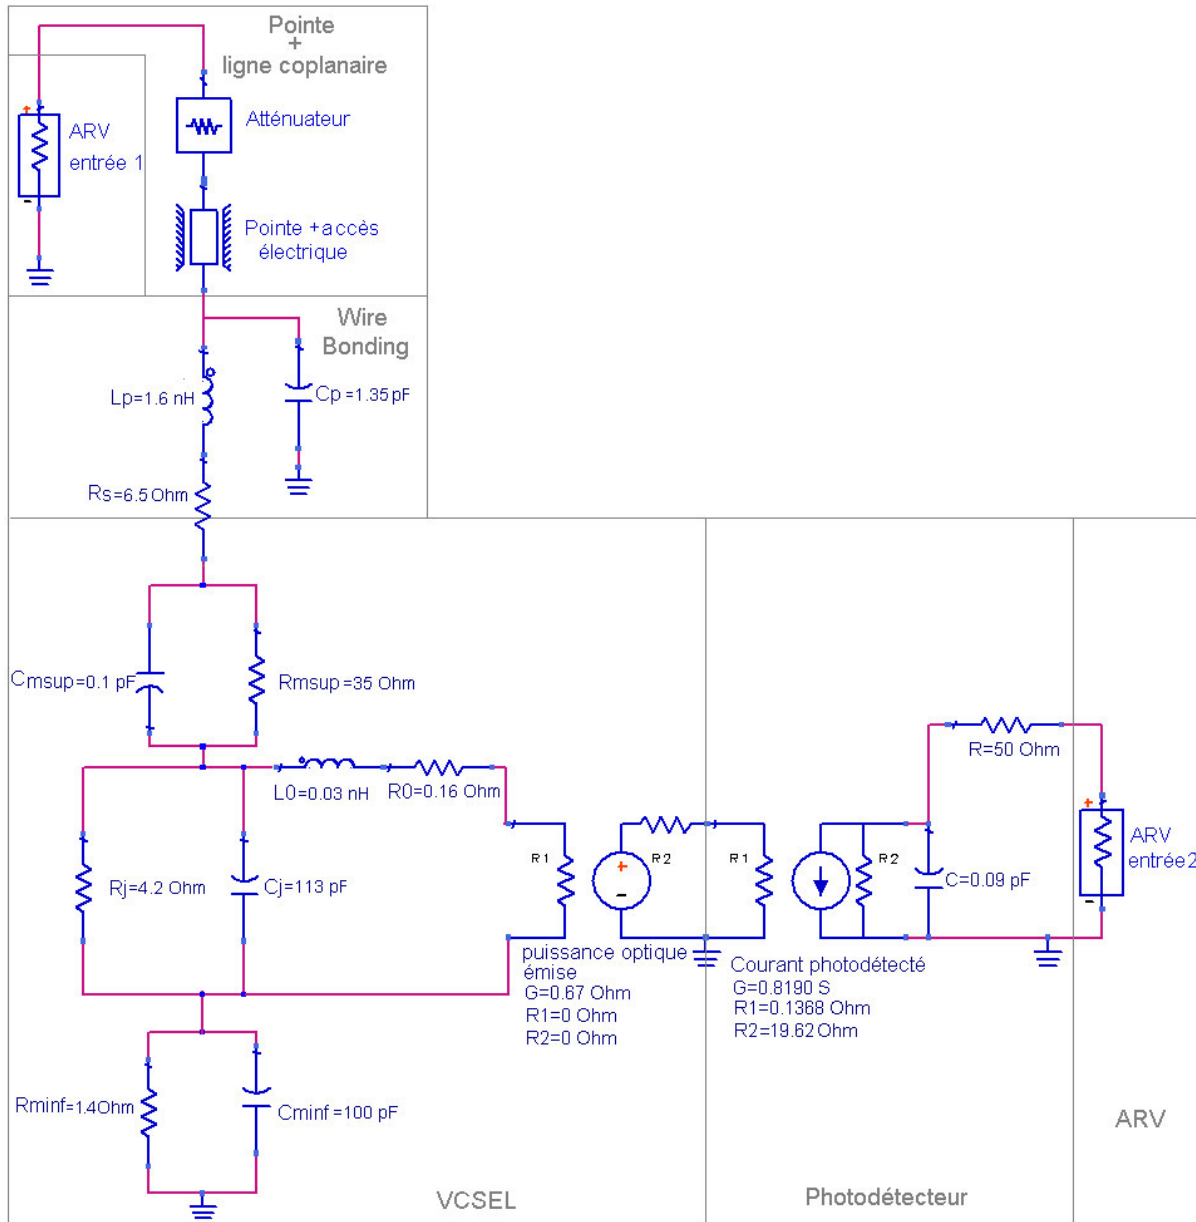 Pointe
+
ligne coplanaire
+
ARV
entrée 1
-
Atténuateur
Pointe +accès
électrique
Wire
Bonding
Lp=1.6 nH
Cp =1.35 pF
Rs=6.5 Ohm
Cmsup=0.1 pF
Rmsup =35 Ohm
R=50 Ohm
L0=0.03 nH
R0=0.16 Ohm
Rj=4.2 Ohm
Cj=113 pF
R1
+
-
R2
R1
R2
C=0.09 pF
+
ARV
entrée2
-
puissance optique
émise
G=0.67 Ohm
R1=0 Ohm
R2=0 Ohm
Courant photodétecté
G=0.8190 S
R1=0.1368 Ohm
R2=19.62 Ohm
Rminf=1.4Ohm
Cminf =100 pF
VCSEL
Photodétecteur
ARV